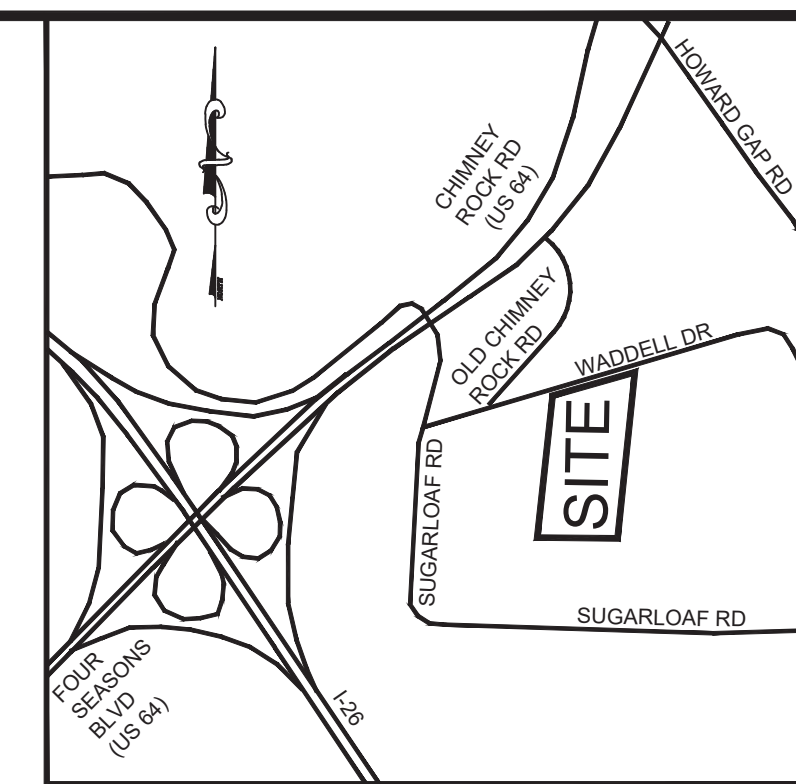 HOWARD GAP RD
CHIMNEY
ROCK RD
(US 64)
NORTH
OLD CHIMNEY
ROCK RD
WADDELL DR
SITE
SUGARLOAF RD
SUGARLOAF RD
FOUR
SEASONS
BLVD
(US 64)
I-26